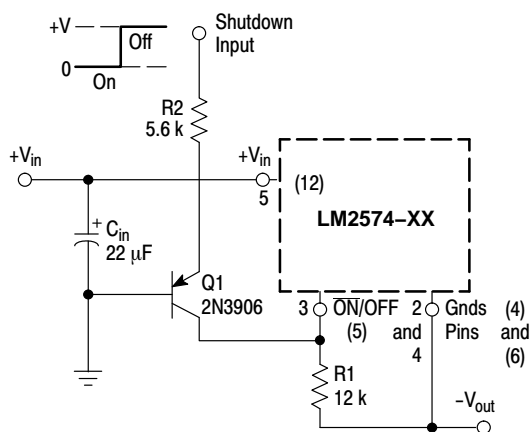 +V
Off
0
On
Shutdown
Input
R2
5.6 k
+Vin
+Vin
5
(12)
LM2574–XX
Cin
22 µF
+
Q1
2N3906
3
ON/OFF
(5)
2
and
4
Gnds
Pins
(4)
and
(6)
R1
12 k
–Vout